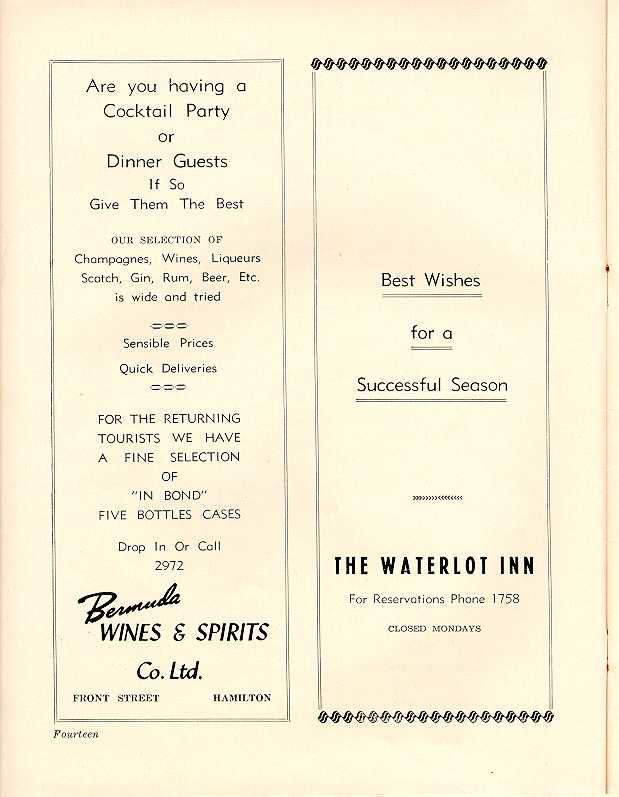 Are you having a
Cocktail Party
or
Dinner Guests
If So
Give Them The Best
OUR SELECTION OF
Champagnes, Wines, Liqueurs
Scotch, Gin, Rum, Beer, Etc.
is wide and tried
Sensible Prices
Quick Deliveries
FOR THE RETURNING
TOURISTS WE HAVE
A FINE SELECTION
OF
"IN BOND"
FIVE BOTTLES CASES
Drop In Or Call
2972
Bermuda
WINES & SPIRITS
Co. Ltd.
FRONT STREET HAMILTON
Best Wishes
for a
Successful Season
THE WATERLOT INN
For Reservations Phone 1758
CLOSED MONDAYS
Fourteen